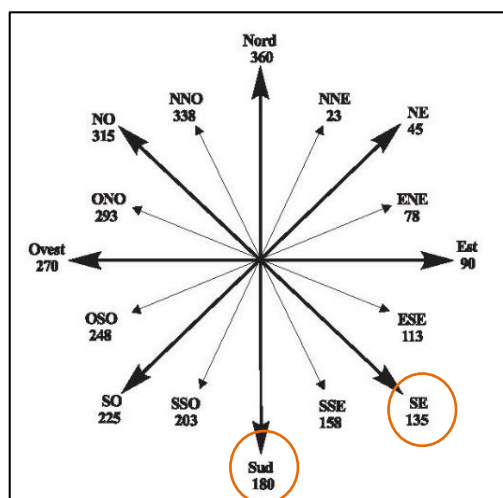 Nord
360
NNO
338
NNE
23
NO
315
NE
45
ONO
293
ENE
78
Ovest
270
Est
90
OSO
248
ESE
113
SO
225
SSO
203
SSE
158
SE
135
Sud
180